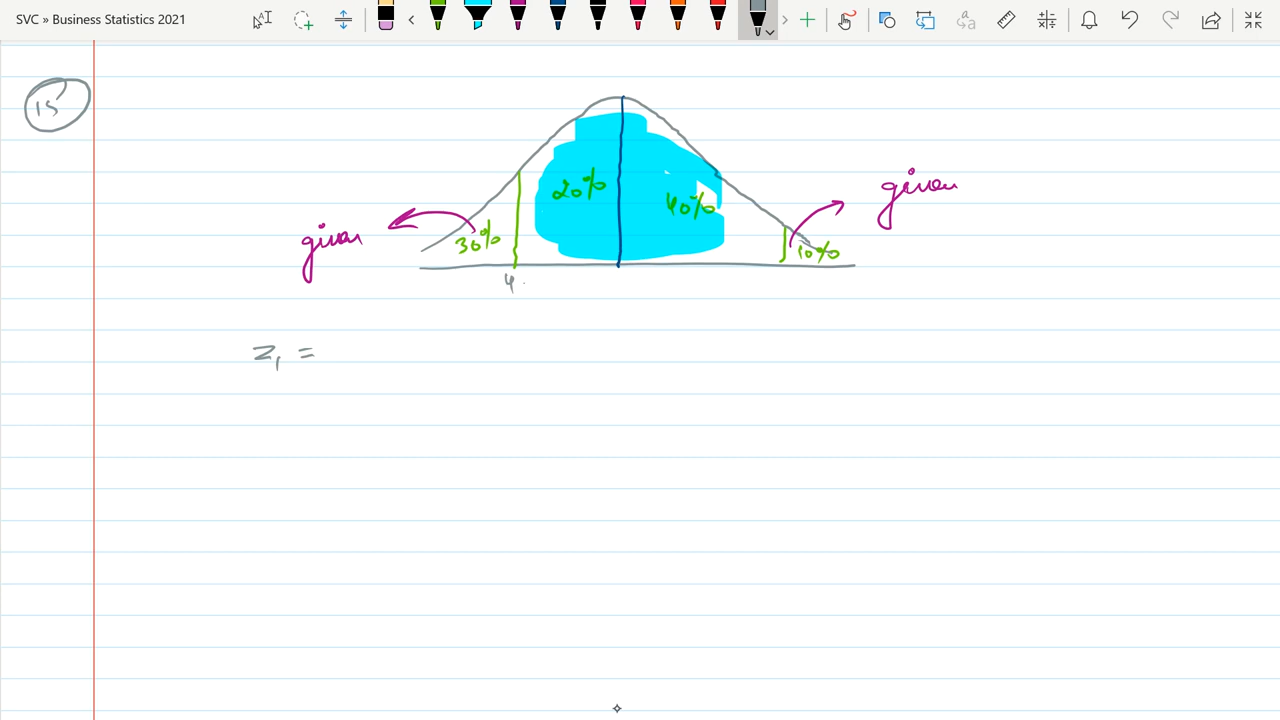 SVC » Business Statistics 2021
15
given
20%
40%
given
30%
10%
4.
Z₁ =